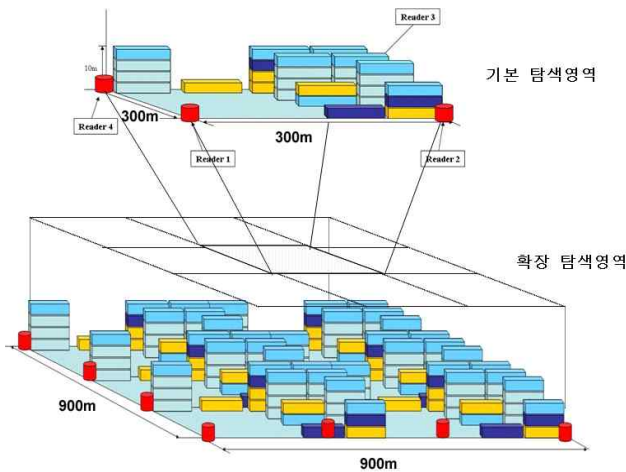 Reader 3
10m
기본 탐색영역
300m
Reader 4
300m
Reader 1
Reader 2
확장 탐색영역
900m
900m